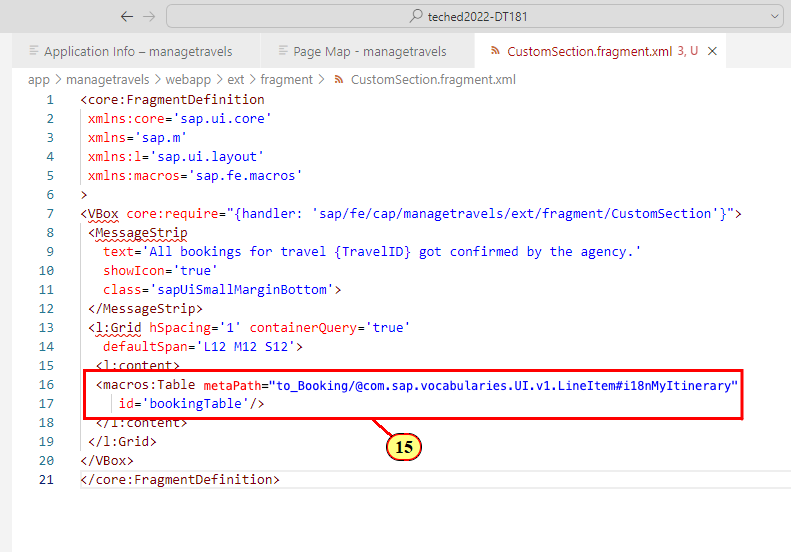 teched2022-DT181
Application Info – managetravels
Page Map - managetravels
CustomSection.fragment.xml 3, U
app > managetravels > webapp > ext > fragment > CustomSection.fragment.xml
1 <core:FragmentDefinition
2 xmlns:core='sap.ui.core'
3 xmlns='sap.m'
4 xmlns:l='sap.ui.layout'
5 xmlns:macros='sap.fe.macros'
6 >
7 <VBox core:require="{handler: 'sap/fe/cap/managetravels/ext/fragment/CustomSection'}">
8 <MessageStrip
9 text='All bookings for travel {TravelID} got confirmed by the agency.'
10 showIcon='true'
11 class='sapUiSmallMarginBottom'>
12 </MessageStrip>
13 <l:Grid hSpacing='1' containerQuery='true'
14 defaultSpan='L12 M12 S12'>
15 <l:content>
16 <macros:Table metaPath="to_Booking/@com.sap.vocabularies.UI.v1.LineItem#i18nMyItinerary"
17 id='bookingTable'/>
18 </l:content>
19 </l:Grid>
15
20 </VBox>
21 </core:FragmentDefinition>